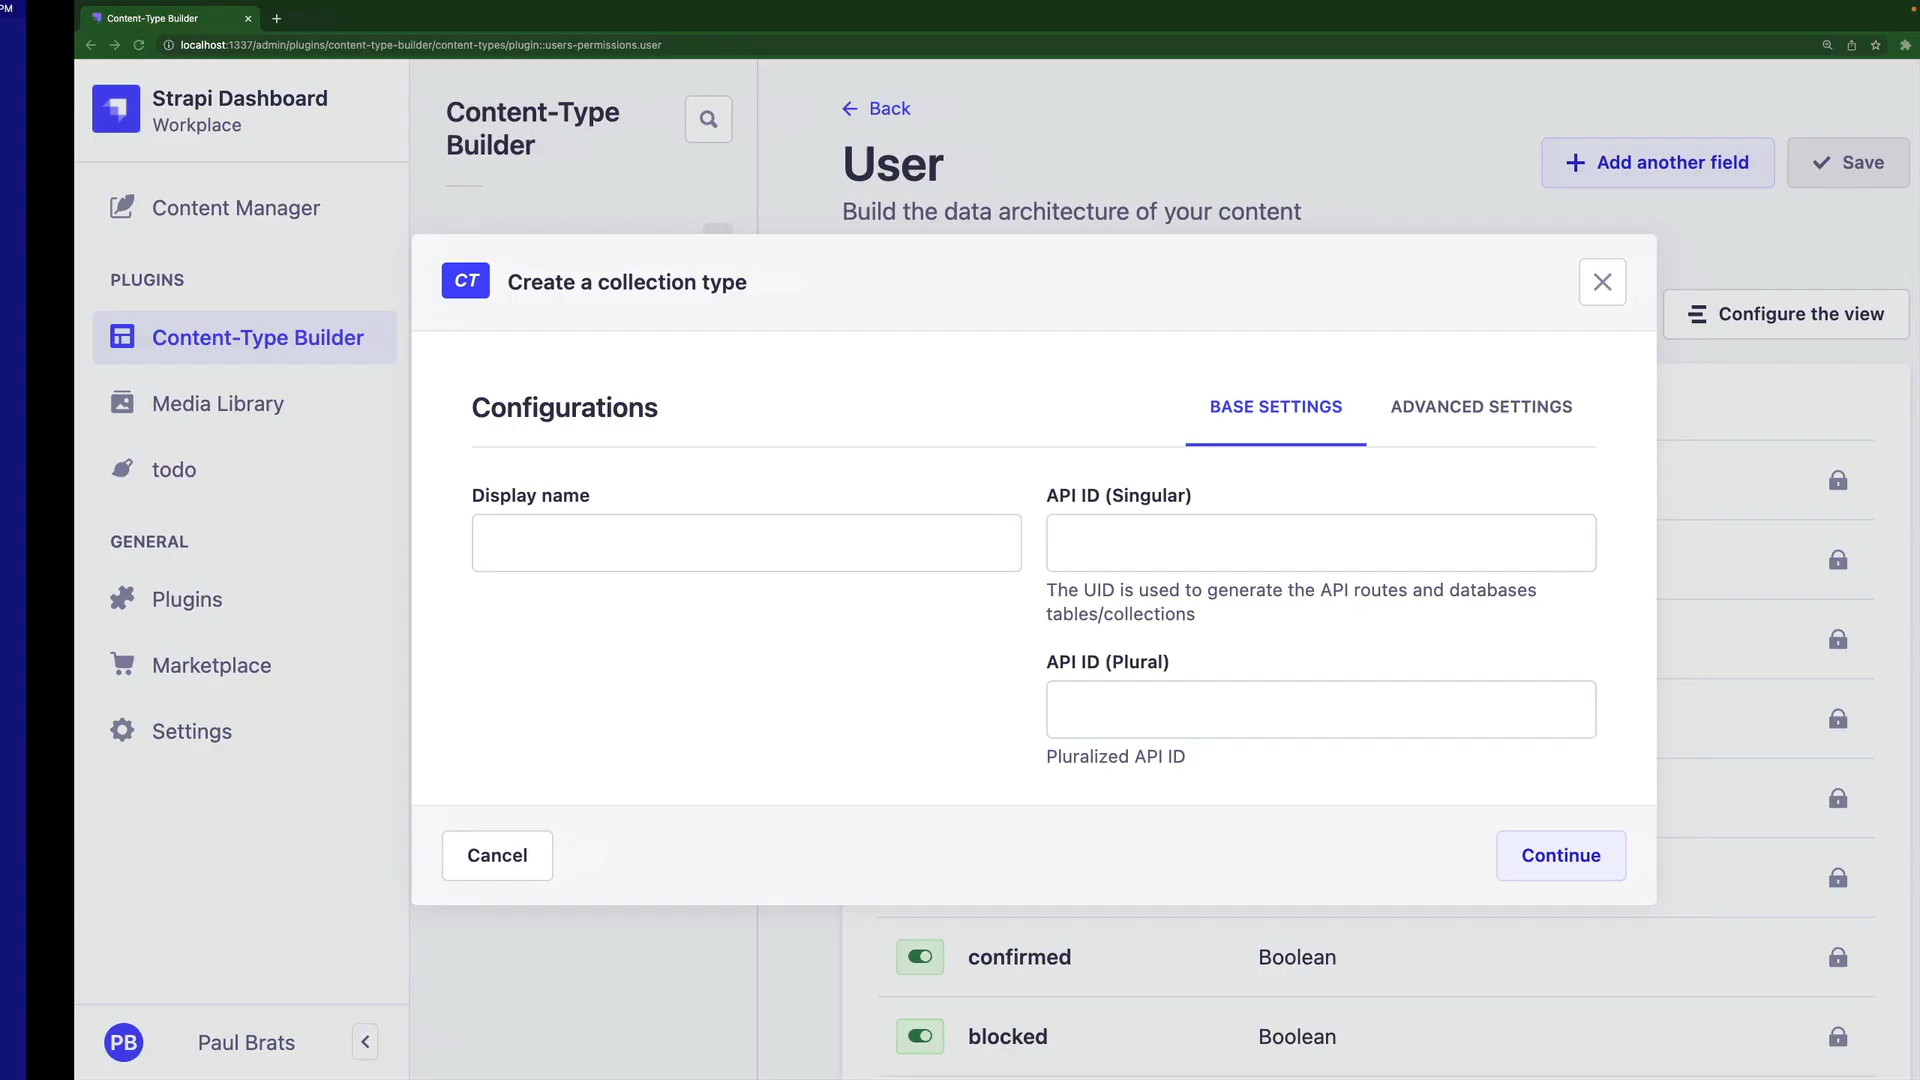 PM
Content-Type Builder
localhost:1337/admin/plugins/content-type-builder/content-types/plugin::users-permissions.user
Strapi Dashboard
Workplace
Content Manager
PLUGINS
Content-Type Builder
Media Library
todo
GENERAL
Plugins
Marketplace
Settings
PB
Paul Brats
Content-Type
Builder
Back
User
Build the data architecture of your content
Add another field
Save
Configure the view
CT
Create a collection type
Configurations
BASE SETTINGS
ADVANCED SETTINGS
Display name
API ID (Singular)
The UID is used to generate the API routes and databases
tables/collections
API ID (Plural)
Pluralized API ID
Cancel
Continue
confirmed
Boolean
blocked
Boolean